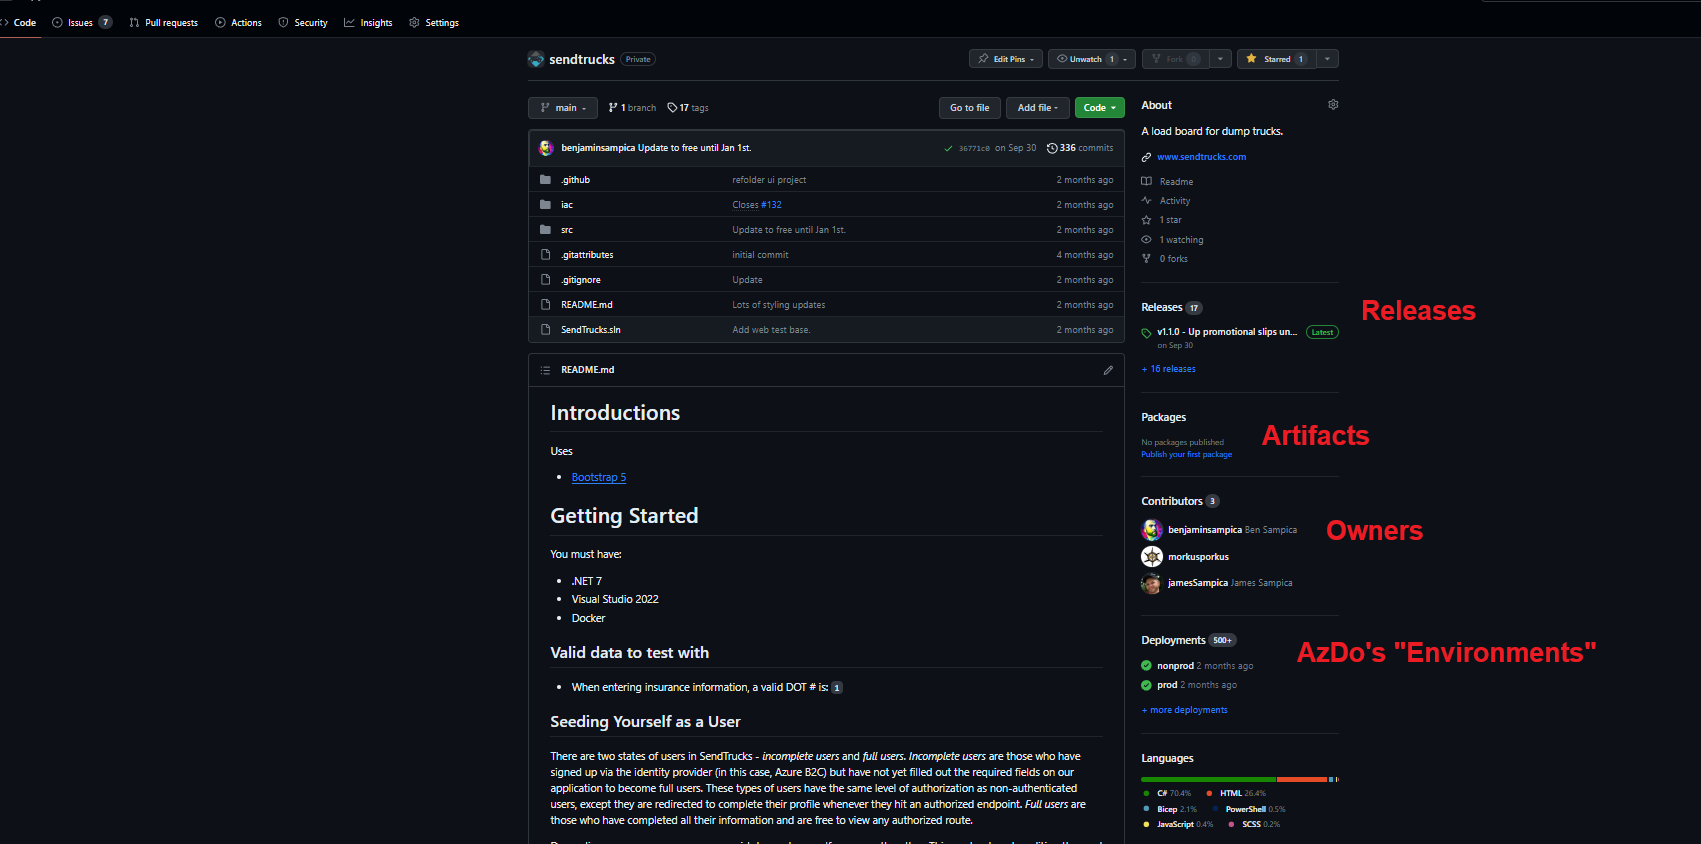 Code Issues 7 Pull requests Actions Security Insights Settings
sendtrucks Private
Edit Pins Unwatch 1 Fork 0 Starred 1
main 1 branch 17 tags Go to file Add file Code
benjaminsampica Update to free until Jan 1st. 36771c0 on Sep 30 336 commits
.github refolder ui project 2 months ago
iac Closes #132 2 months ago
src Update to free until Jan 1st. 2 months ago
.gitattributes initial commit 4 months ago
.gitignore Update 2 months ago
README.md Lots of styling updates 2 months ago
SendTrucks.sln Add web test base. 2 months ago
README.md
Introductions
Uses
Bootstrap 5
Getting Started
You must have:
.NET 7
Visual Studio 2022
Docker
Valid data to test with
When entering insurance information, a valid DOT # is: 1
Seeding Yourself as a User
There are two states of users in SendTrucks - incomplete users and full users. Incomplete users are those who have
signed up via the identity provider (in this case, Azure B2C) but have not yet filled out the required fields on our
application to become full users. These types of users have the same level of authorization as non-authenticated
users, except they are redirected to complete their profile whenever they hit an authorized endpoint. Full users are
those who have completed all their information and are free to view any authorized route.
About
A load board for dump trucks.
www.sendtrucks.com
Readme
Activity
1 star
1 watching
0 forks
Releases 17
Releases
v1.1.0 - Up promotional slips un... Latest
on Sep 30
+ 16 releases
Packages
Artifacts
No packages published
Publish your first package
Contributors 3
benjaminsampica Ben Sampica
Owners
morkusporkus
jamesSampica James Sampica
Deployments 500+
AzDo's "Environments"
nonprod 2 months ago
prod 2 months ago
+ more deployments
Languages
C# 70.4% HTML 26.4%
Bicep 2.1% PowerShell 0.5%
JavaScript 0.4% SCSS 0.2%